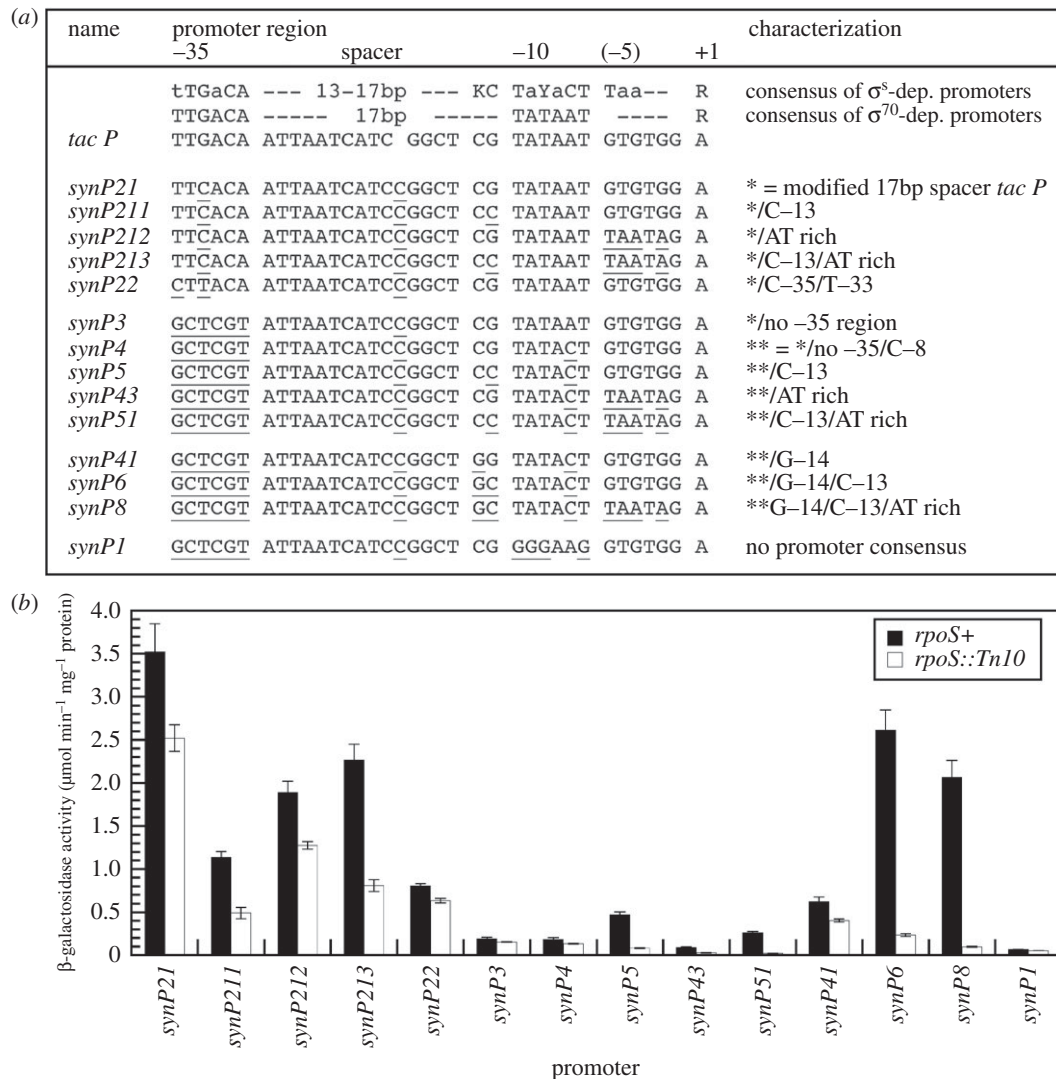 (a)
name promoter region characterization
–35 spacer –10 (–5) +1
tTGaCA --- 13-17bp --- KC TaYaCT Taa-- R consensus of σˢ-dep. promoters
TTGACA ----- 17bp ----- TATAAT ---- R consensus of σ⁷⁰-dep. promoters
tac P TTGACA ATTAATCATC GGCT CG TATAAT GTGTGG A
synP21 TTCACA ATTAATCATCCGGCT CG TATAAT GTGTGG A * = modified 17bp spacer tac P
synP211 TTCACA ATTAATCATCCGGCT CC TATAAT GTGTGG A */C–13
synP212 TTCACA ATTAATCATCCGGCT CG TATAAT TAATAG A */AT rich
synP213 TTCACA ATTAATCATCCGGCT CC TATAAT TAATAG A */C–13/AT rich
synP22 CTTACA ATTAATCATCCGGCT CG TATAAT GTGTGG A */C–35/T–33
synP3 GCTCGT ATTAATCATCCGGCT CG TATAAT GTGTGG A */no –35 region
synP4 GCTCGT ATTAATCATCCGGCT CG TATACT GTGTGG A ** = */no –35/C–8
synP5 GCTCGT ATTAATCATCCGGCT CC TATACT GTGTGG A **/C–13
synP43 GCTCGT ATTAATCATCCGGCT CG TATACT TAATAG A **/AT rich
synP51 GCTCGT ATTAATCATCCGGCT CC TATACT TAATAG A **/C–13/AT rich
synP41 GCTCGT ATTAATCATCCGGCT GG TATACT GTGTGG A **/G–14
synP6 GCTCGT ATTAATCATCCGGCT GC TATACT GTGTGG A **/G–14/C–13
synP8 GCTCGT ATTAATCATCCGGCT GC TATACT TAATAG A **G–14/C–13/AT rich
synP1 GCTCGT ATTAATCATCCGGCT CG GGGAAG GTGTGG A no promoter consensus
(b)
β-galactosidase activity (μmol min⁻¹ mg⁻¹ protein)
4.0
3.5
3.0
2.5
2.0
1.5
1.0
0.5
0
rpoS+
rpoS::Tn10
synP21
synP211
synP212
synP213
synP22
synP3
synP4
synP5
synP43
synP51
synP41
synP6
synP8
synP1
promoter